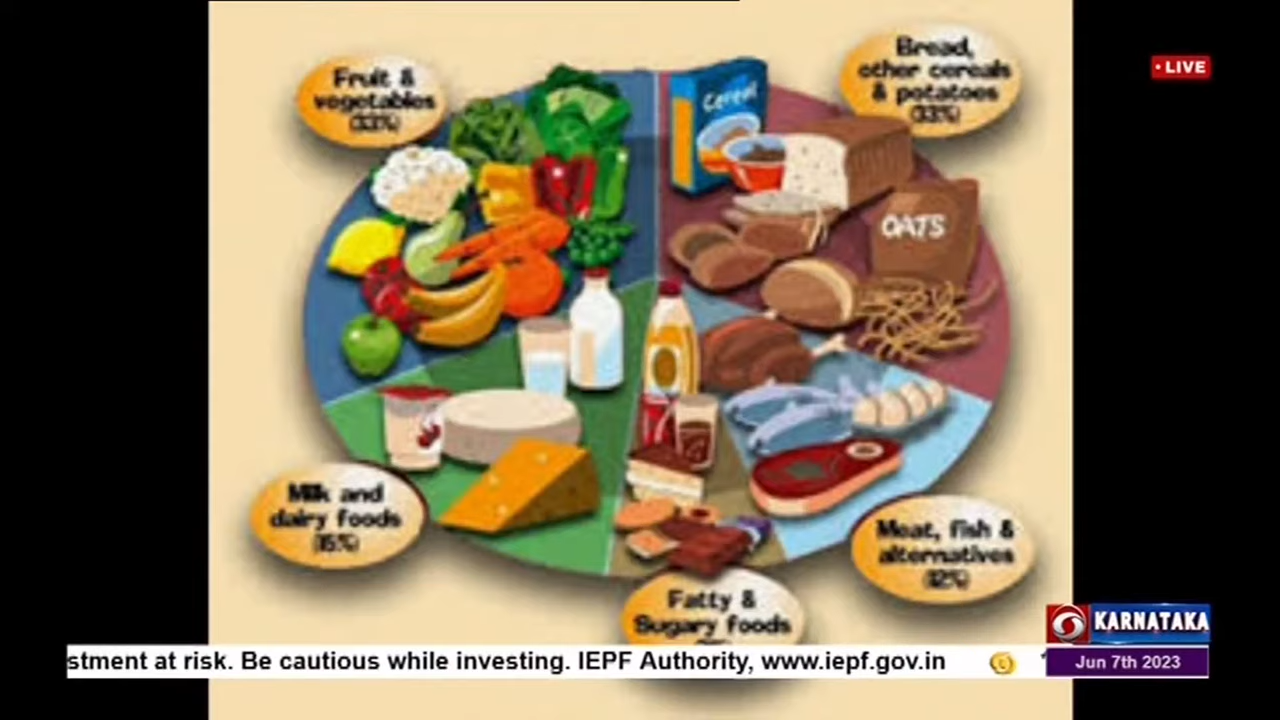 Fruit &
vegetables
(33%)
Bread,
other cereals
& potatoes
(33%)
• LIVE
Cereal
OATS
Milk and
dairy foods
(15%)
Meat, fish &
alternatives
(12%)
Fatty &
Sugary foods
KARNATAKA
stment at risk. Be cautious while investing. IEPF Authority, www.iepf.gov.in
Jun 7th 2023